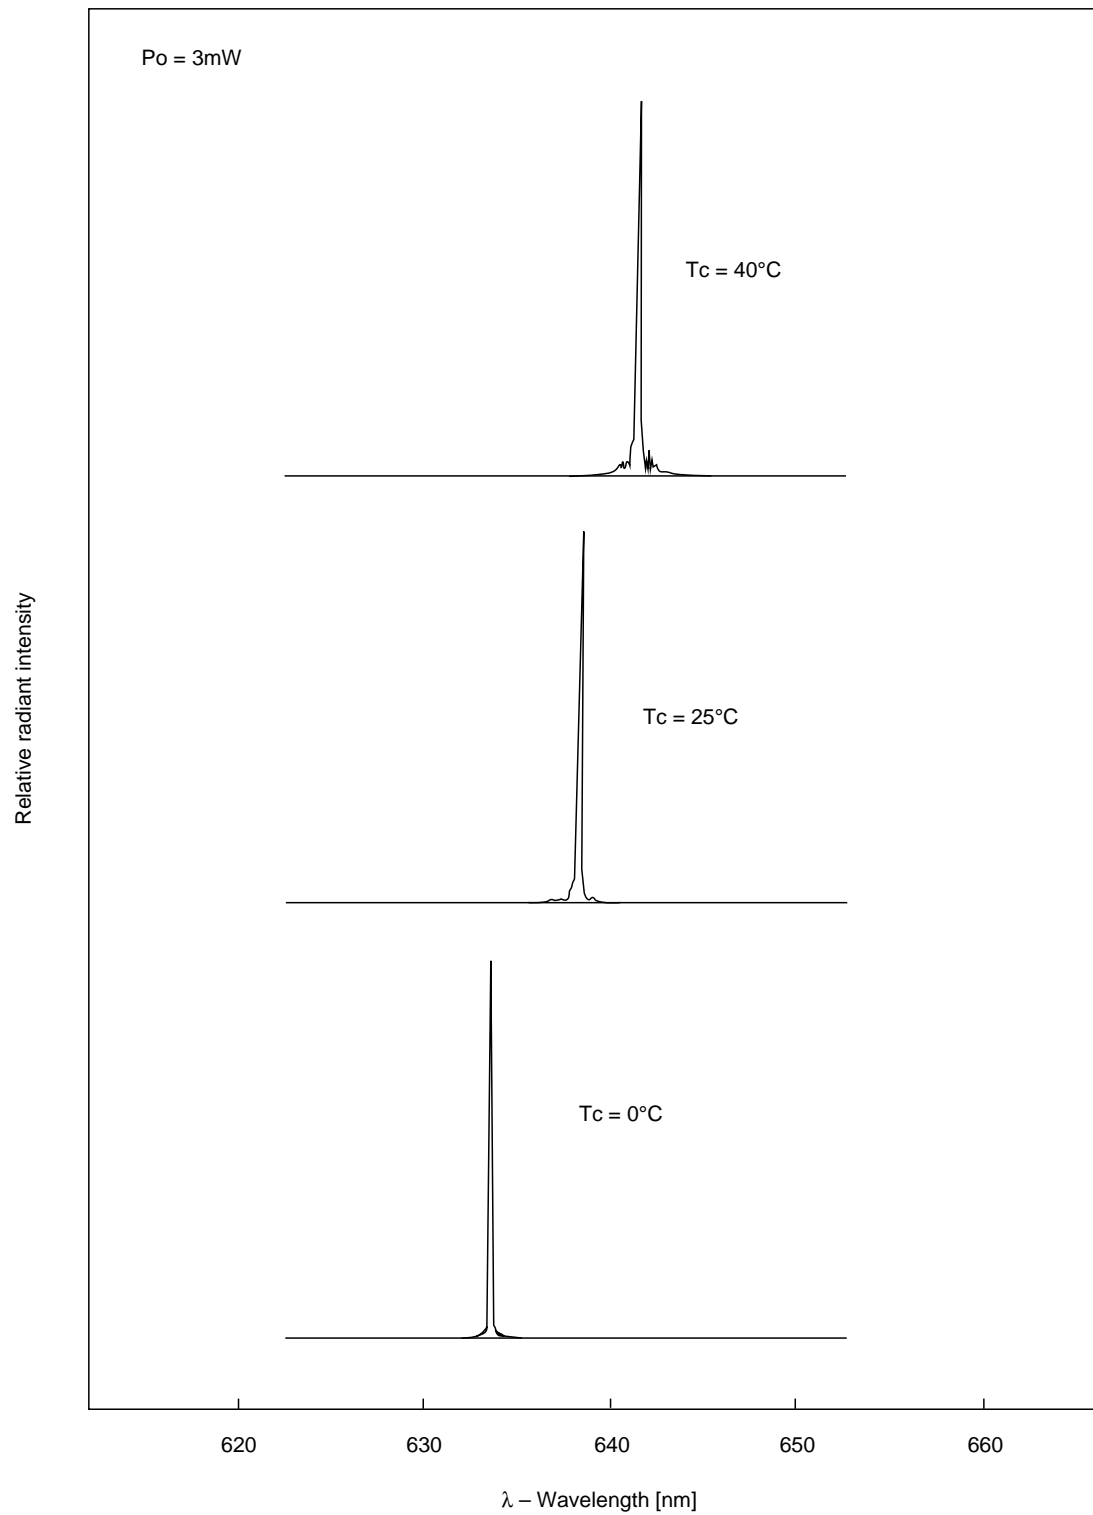 Po = 3mW
Tc = 40°C
Tc = 25°C
Tc = 0°C
Relative radiant intensity
620 630 640 650 660
λ – Wavelength [nm]